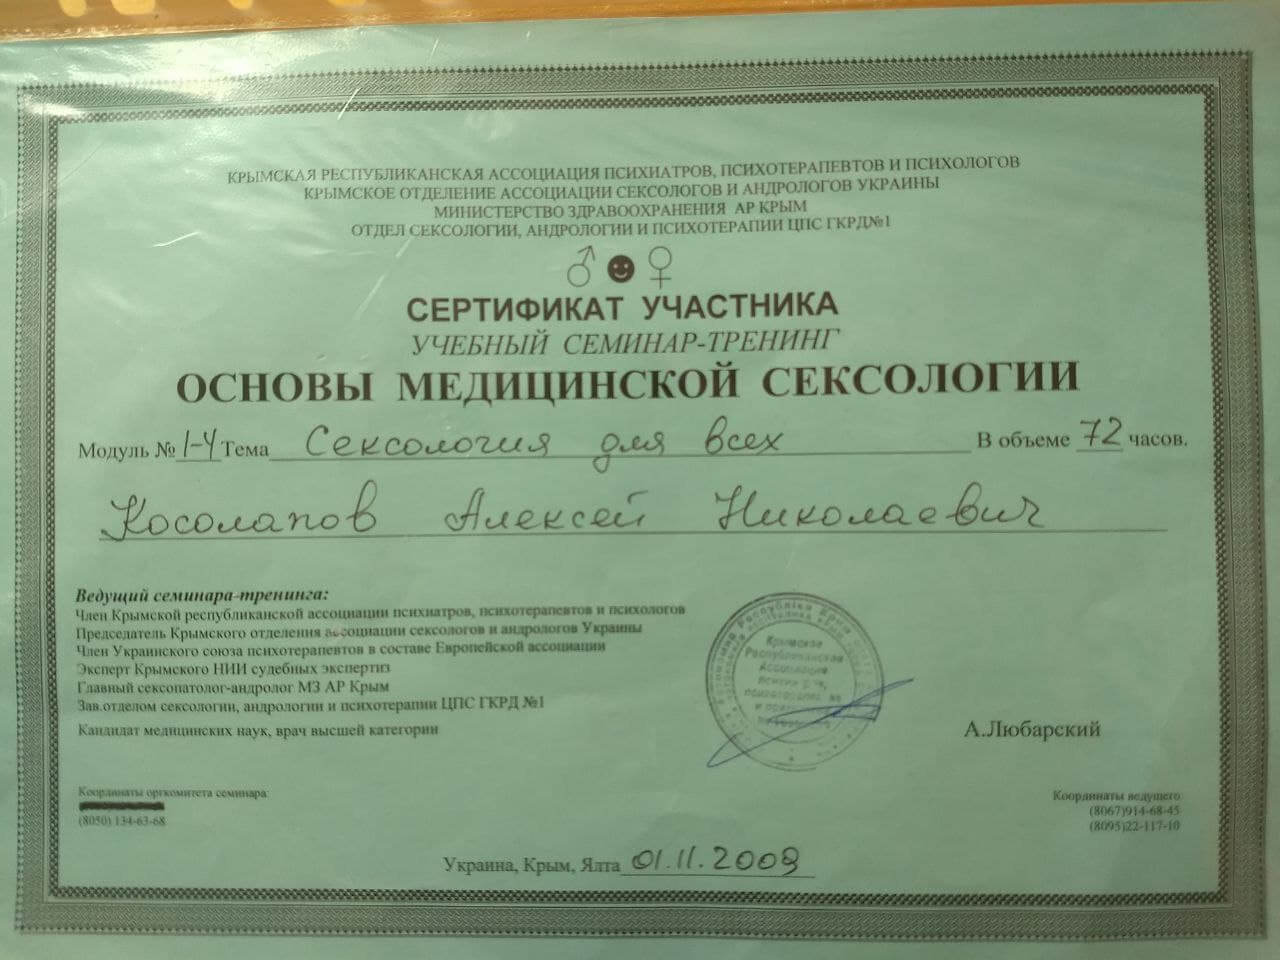 КРЫМСКАЯ РЕСПУБЛИКАНСКАЯ АССОЦИАЦИЯ ПСИХИАТРОВ, ПСИХОТЕРАПЕВТОВ И ПСИХОЛОГОВ
КРЫМСКОЕ ОТДЕЛЕНИЕ АССОЦИАЦИИ СЕКСОЛОГОВ И АНДРОЛОГОВ УКРАИНЫ
МИНИСТЕРСТВО ЗДРАВООХРАНЕНИЯ АР КРЫМ
ОТДЕЛ СЕКСОЛОГИИ, АНДРОЛОГИИ И ПСИХОТЕРАПИИ ЦПС ГКРД№1
СЕРТИФИКАТ УЧАСТНИКА
УЧЕБНЫЙ СЕМИНАР-ТРЕНИНГ
ОСНОВЫ МЕДИЦИНСКОЙ СЕКСОЛОГИИ
Модуль № 1-4 Тема Сексология для всех В объеме 72 часов.
Косолапов Алексей Николаевич
Ведущий семинара-тренинга:
Член Крымской республиканской ассоциации психиатров, психотерапевтов и психологов
Председатель Крымского отделения ассоциации сексологов и андрологов Украины
Член Украинского союза психотерапевтов в составе Европейской ассоциации
Эксперт Крымского НИИ судебных экспертиз
Главный сексопатолог-андролог МЗ АР Крым
Зав.отделом сексологии, андрологии и психотерапии ЦПС ГКРД №1
Кандидат медицинских наук, врач высшей категории
Крымское
Республиканская
Ассоциация
А.Любарский
Координаты оргкомитета семинара:
(8050) 134-63-68
Координаты ведущего
(8067)914-68-45
(8095)22-117-10
Украина, Крым, Ялта 01.11.2009